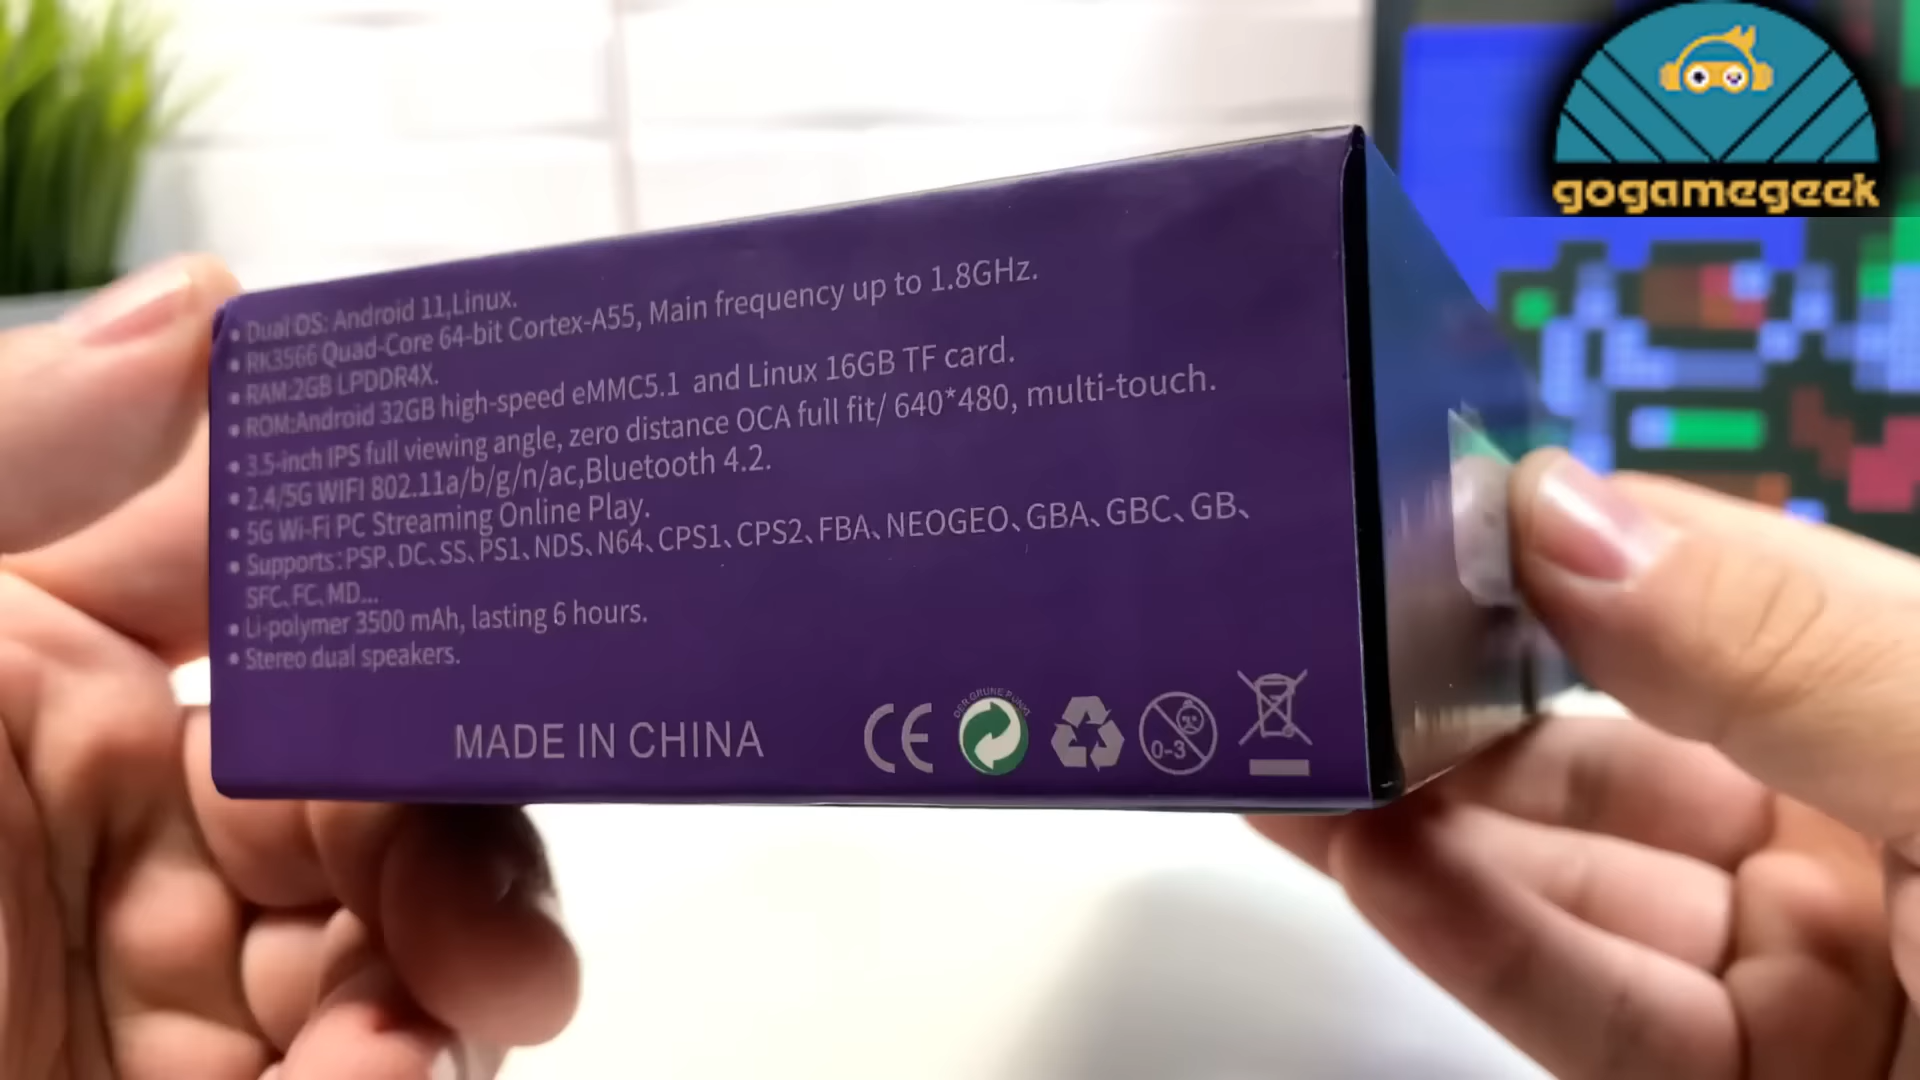 gogamegeek
• Dual OS: Android 11,Linux.
• RK3566 Quad-Core 64-bit Cortex-A55, Main frequency up to 1.8GHz.
• RAM:2GB LPDDR4X.
• ROM:Android 32GB high-speed eMMC5.1 and Linux 16GB TF card.
• 3.5-inch IPS full viewing angle, zero distance OCA full fit/ 640*480, multi-touch.
• 2.4/5G WIFI 802.11a/b/g/n/ac,Bluetooth 4.2.
• 5G Wi-Fi PC Streaming Online Play.
• Supports:PSP、DC、SS、PS1、NDS、N64、CPS1、CPS2、FBA、NEOGEO、GBA、GBC、GB、
SFC、FC、MD...
• Li-polymer 3500 mAh, lasting 6 hours.
• Stereo dual speakers.
MADE IN CHINA
CE
DER GRÜNE PUNKT
0-3